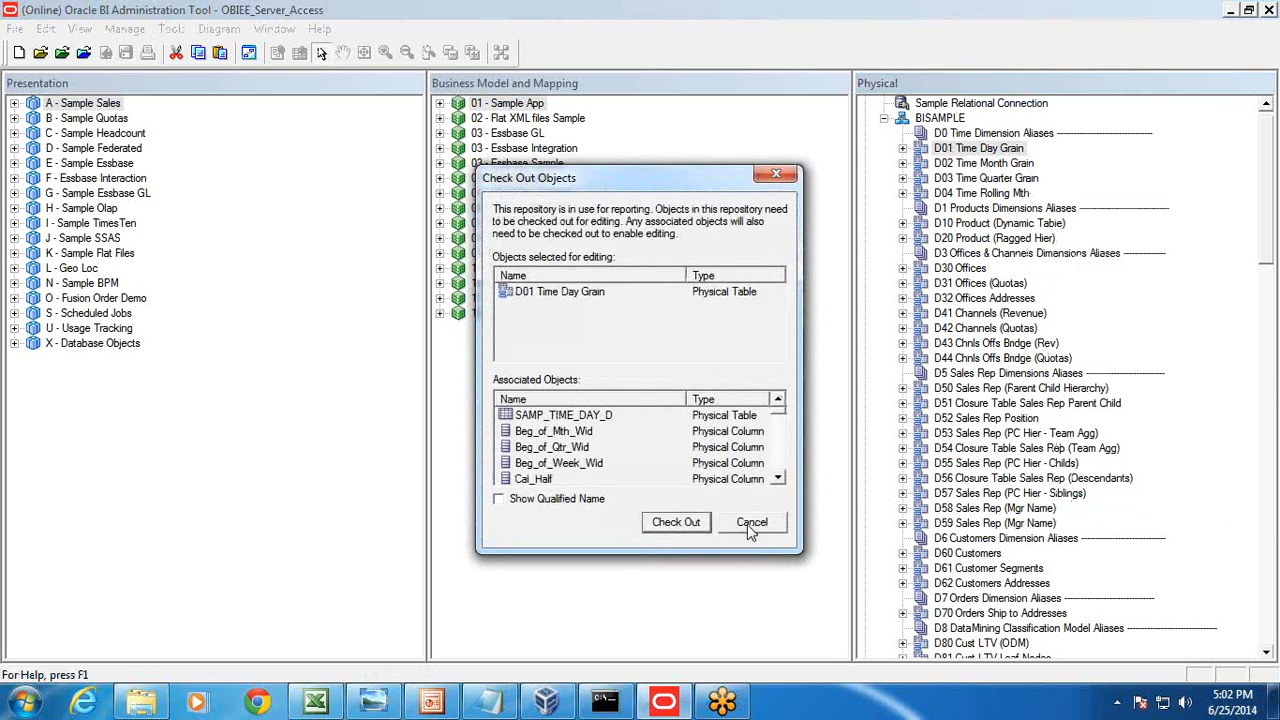 (Online) Oracle BI Administration Tool - OBIEE_Server_Access
File Edit View Manage Tools Diagram Window Help
Presentation
A - Sample Sales
B - Sample Quotas
C - Sample Headcount
D - Sample Federated
E - Sample Essbase
F - Essbase Interaction
G - Sample Essbase GL
H - Sample Olap
I - Sample TimesTen
J - Sample SSAS
K - Sample Flat Files
L - Geo Loc
N - Sample BPM
O - Fusion Order Demo
S - Scheduled Jobs
U - Usage Tracking
X - Database Objects
Business Model and Mapping
01 - Sample App
02 - Flat XML files Sample
03 - Essbase GL
03 - Essbase Integration
03 - Essbase Sample
Check Out Objects
This repository is in use for reporting. Objects in this repository need
to be checked out for editing. Any associated objects will also
need to be checked out to enable editing.
Objects selected for editing:
Name Type
D01 Time Day Grain Physical Table
Associated Objects:
Name Type
SAMP_TIME_DAY_D Physical Table
Beg_of_Mth_Wid Physical Column
Beg_of_Qtr_Wid Physical Column
Beg_of_Week_Wid Physical Column
Cal_Half Physical Column
Show Qualified Name
Check Out Cancel
Physical
Sample Relational Connection
BISAMPLE
D0 Time Dimension Aliases --------------------------
D01 Time Day Grain
D02 Time Month Grain
D03 Time Quarter Grain
D04 Time Rolling Mth
D1 Products Dimensions Aliases ----------------------
D10 Product (Dynamic Table)
D20 Product (Ragged Hier)
D3 Offices & Channels Dimension Aliases ------------
D30 Offices
D31 Offices (Quotas)
D32 Offices Addresses
D41 Channels (Revenue)
D42 Channels (Quotas)
D43 Chnls Offs Bndge (Rev)
D44 Chnls Offs Bndge (Quotas)
D5 Sales Rep Dimensions Aliases ---------------------
D50 Sales Rep (Parent Child Hierarchy)
D51 Closure Table Sales Rep Parent Child
D52 Sales Rep Position
D53 Sales Rep (PC Hier - Team Agg)
D54 Closure Table Sales Rep (Team Agg)
D55 Sales Rep (PC Hier - Childs)
D56 Closure Table Sales Rep (Descendants)
D57 Sales Rep (PC Hier - Siblings)
D58 Sales Rep (Mgr Name)
D59 Sales Rep (Mgr Name)
D6 Customers Dimension Aliases ---------------------
D60 Customers
D61 Customer Segments
D62 Customers Addresses
D7 Orders Dimension Aliases --------------------------
D70 Orders Ship to Addresses
D8 DataMining Classification Model Aliases -----------------------
D80 Cust LTV (ODM)
D81 Cust LTV Leaf Nodes
For Help, press F1
5:02 PM
6/25/2014